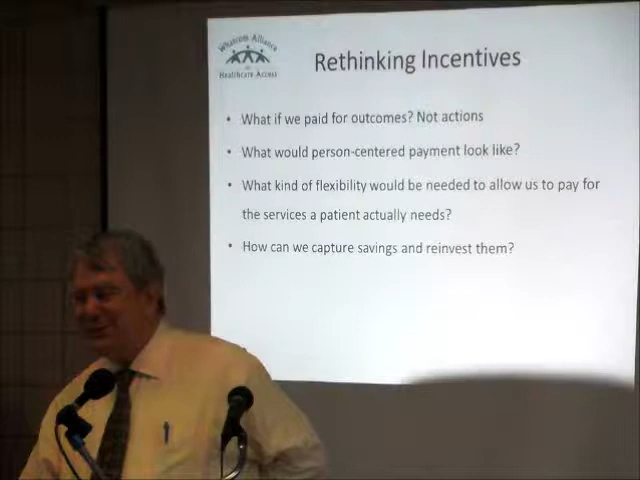 Whatcom Alliance
Healthcare Access
Rethinking Incentives
• What if we paid for outcomes? Not actions
• What would person-centered payment look like?
• What kind of flexibility would be needed to allow us to pay for
the services a patient actually needs?
• How can we capture savings and reinvest them?